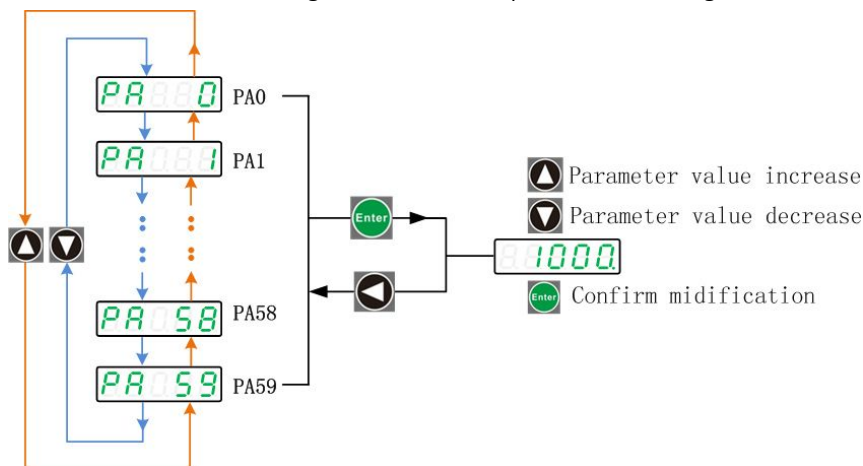 PA 0 PA0
PA 1 PA1
Enter
Parameter value increase
Parameter value decrease
1000.
Enter Confirm midification
PA 58 PA58
PA 59 PA59